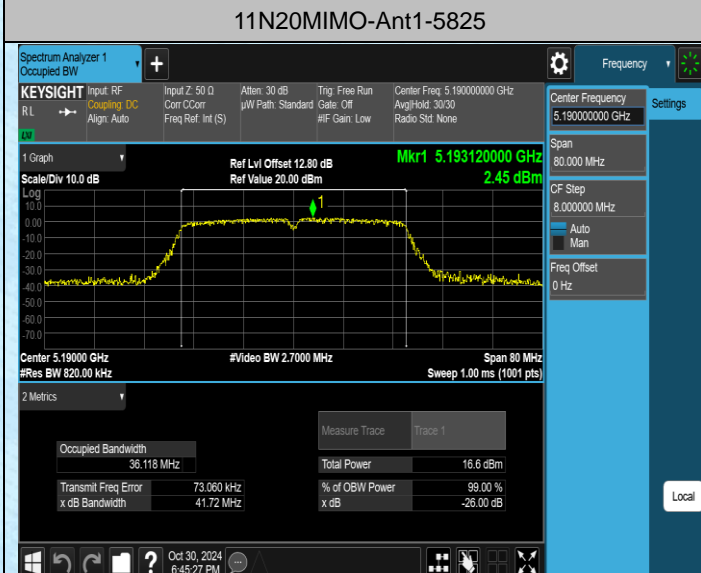 11N20MIMO-Ant1-5825
Spectrum Analyzer 1
Occupied BW
Frequency
KEYSIGHT
RL
Input: RF
Coupling: DC
Align: Auto
Input Z: 50 Ω
Corr CCorr
Freq Ref: Int (S)
Atten: 30 dB
µW Path: Standard
Trig: Free Run
Gate: Off
#IF Gain: Low
Center Freq: 5.190000000 GHz
Avg|Hold: 30/30
Radio Std: None
Center Frequency
5.190000000 GHz
Settings
Span
80.000 MHz
CF Step
8.000000 MHz
Auto
Man
Freq Offset
0 Hz
1 Graph
Scale/Div 10.0 dB
Ref Lvl Offset 12.80 dB
Ref Value 20.00 dBm
Mkr1 5.193120000 GHz
2.45 dBm
Log
10.0
0.00
-10.0
-20.0
-30.0
-40.0
-50.0
-60.0
-70.0
1
Center 5.19000 GHz
#Video BW 2.7000 MHz
Span 80 MHz
#Res BW 820.00 kHz
Sweep 1.00 ms (1001 pts)
2 Metrics
Measure Trace
Trace 1
Occupied Bandwidth
36.118 MHz
Total Power
16.6 dBm
Transmit Freq Error
73.060 kHz
% of OBW Power
99.00 %
x dB Bandwidth
41.72 MHz
x dB
-26.00 dB
Local
?
Oct 30, 2024
6:45:27 PM